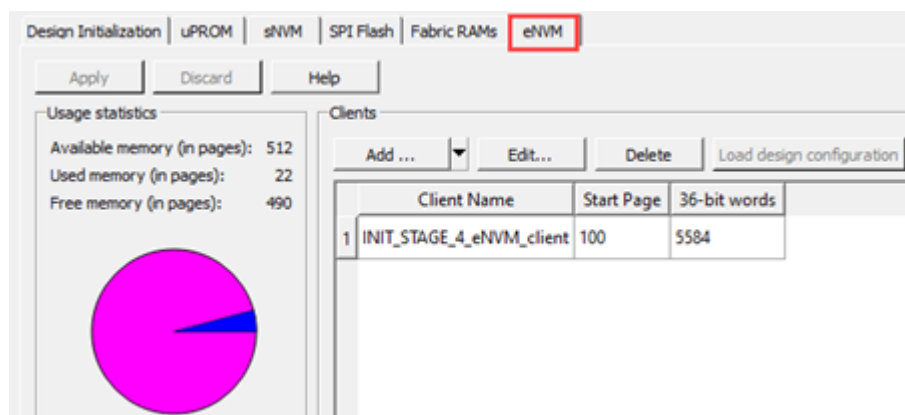 Design Initialization uPROM sNVM SPI Flash Fabric RAMs eNVM
Apply Discard Help
Usage statistics
Available memory (in pages): 512
Used memory (in pages): 22
Free memory (in pages): 490
Clients
Add ... Edit... Delete Load design configuration
Client Name Start Page 36-bit words
1 INIT_STAGE_4_eNVM_client 100 5584